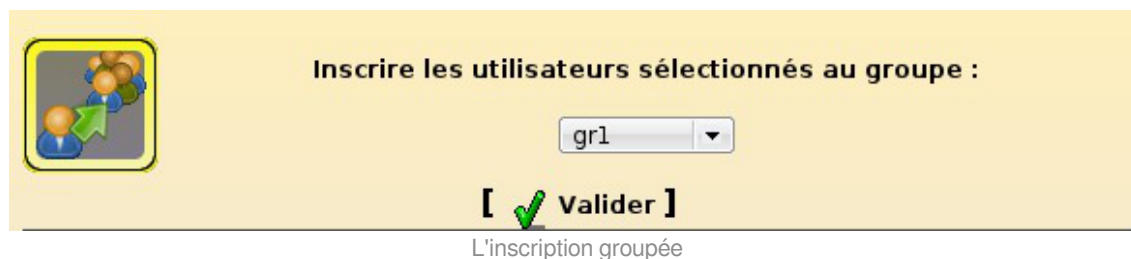 Inscrire les utilisateurs sélectionnés au groupe :
gr1
[ Valider ]
L'inscription groupée